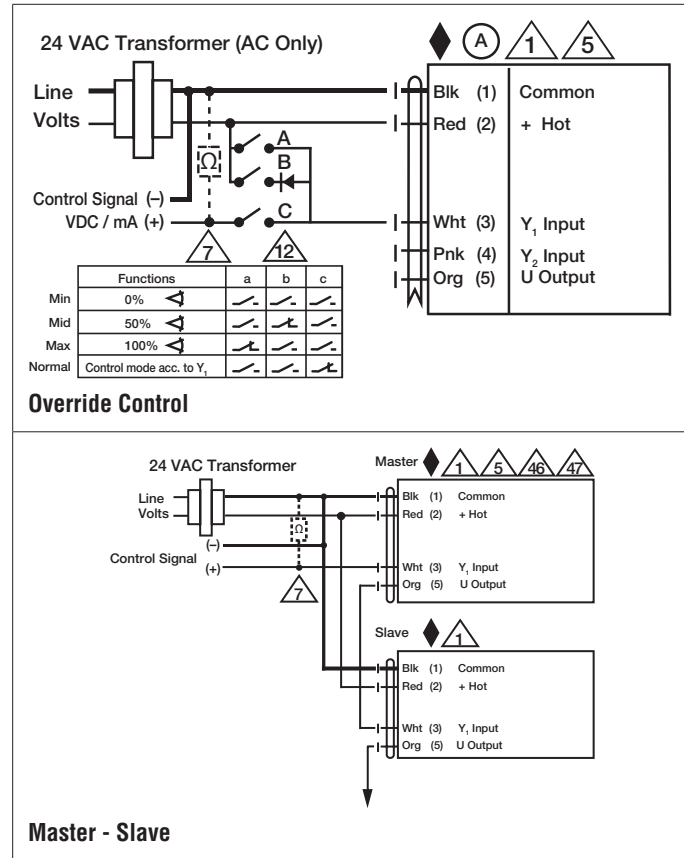 24 VAC Transformer (AC Only)
A 1 5
Line
Volts
Blk (1) Common
Red (2) + Hot
A
B
C
Ω
Control Signal (–)
VDC / mA (+)
Wht (3) Y₁ Input
Pnk (4) Y₂ Input
Org (5) U Output
7 12
Functions a b c
Min 0%
Mid 50%
Max 100%
Normal Control mode acc. to Y₁
Override Control
24 VAC Transformer
Master 1 5 46 47
Line
Volts
Blk (1) Common
Red (2) + Hot
Ω
Control Signal
(–)
(+)
Wht (3) Y₁ Input
Org (5) U Output
7
Slave 1
Blk (1) Common
Red (2) + Hot
Wht (3) Y₁ Input
Org (5) U Output
Master - Slave